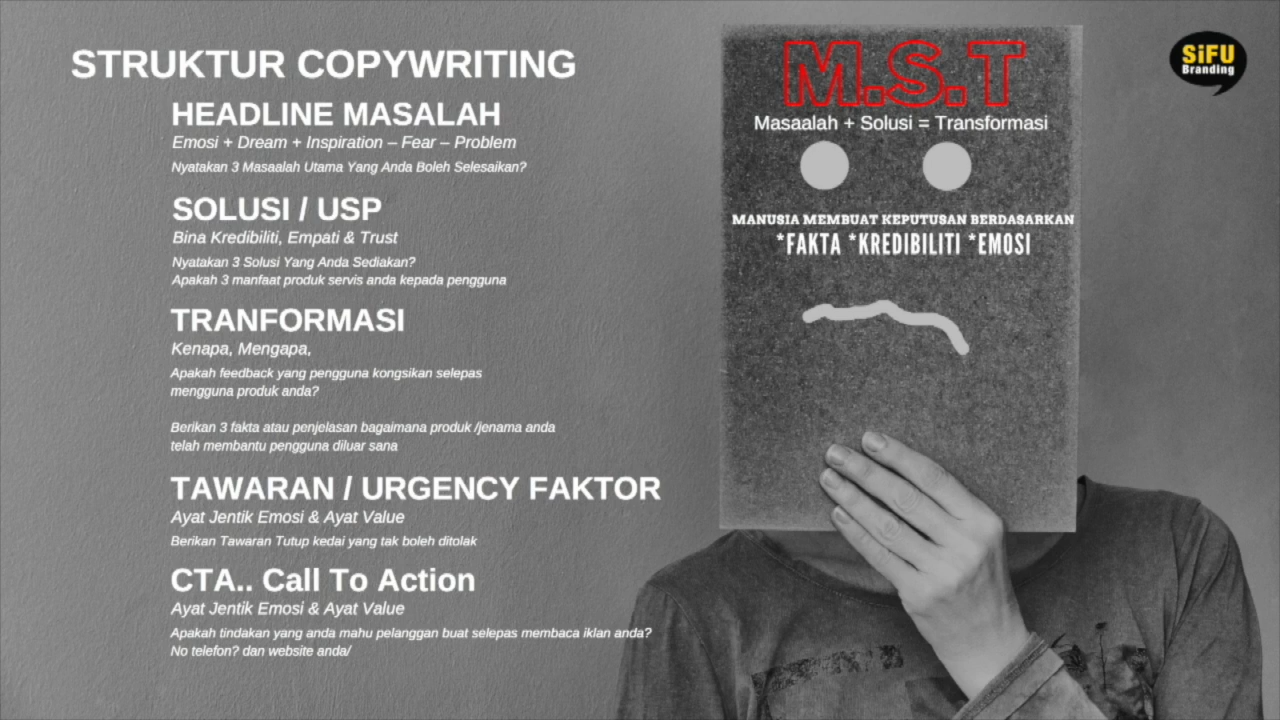 STRUKTUR COPYWRITING
HEADLINE MASALAH
Emosi + Dream + Inspiration – Fear – Problem
Nyatakan 3 Masaalah Utama Yang Anda Boleh Selesaikan?
SOLUSI / USP
Bina Kredibiliti, Empati & Trust
Nyatakan 3 Solusi Yang Anda Sediakan?
Apakah 3 manfaat produk servis anda kepada pengguna
TRANFORMASI
Kenapa, Mengapa,
Apakah feedback yang pengguna kongsikan selepas
mengguna produk anda?
Berikan 3 fakta atau penjelasan bagaimana produk /jenama anda
telah membantu pengguna diluar sana
TAWARAN / URGENCY FAKTOR
Ayat Jentik Emosi & Ayat Value
Berikan Tawaran Tutup kedai yang tak boleh ditolak
CTA.. Call To Action
Ayat Jentik Emosi & Ayat Value
Apakah tindakan yang anda mahu pelanggan buat selepas membaca iklan anda?
No telefon? dan website anda/
M.S.T
Masaalah + Solusi = Transformasi
MANUSIA MEMBUAT KEPUTUSAN BERDASARKAN
*FAKTA *KREDIBILITI *EMOSI
SiFU
Branding